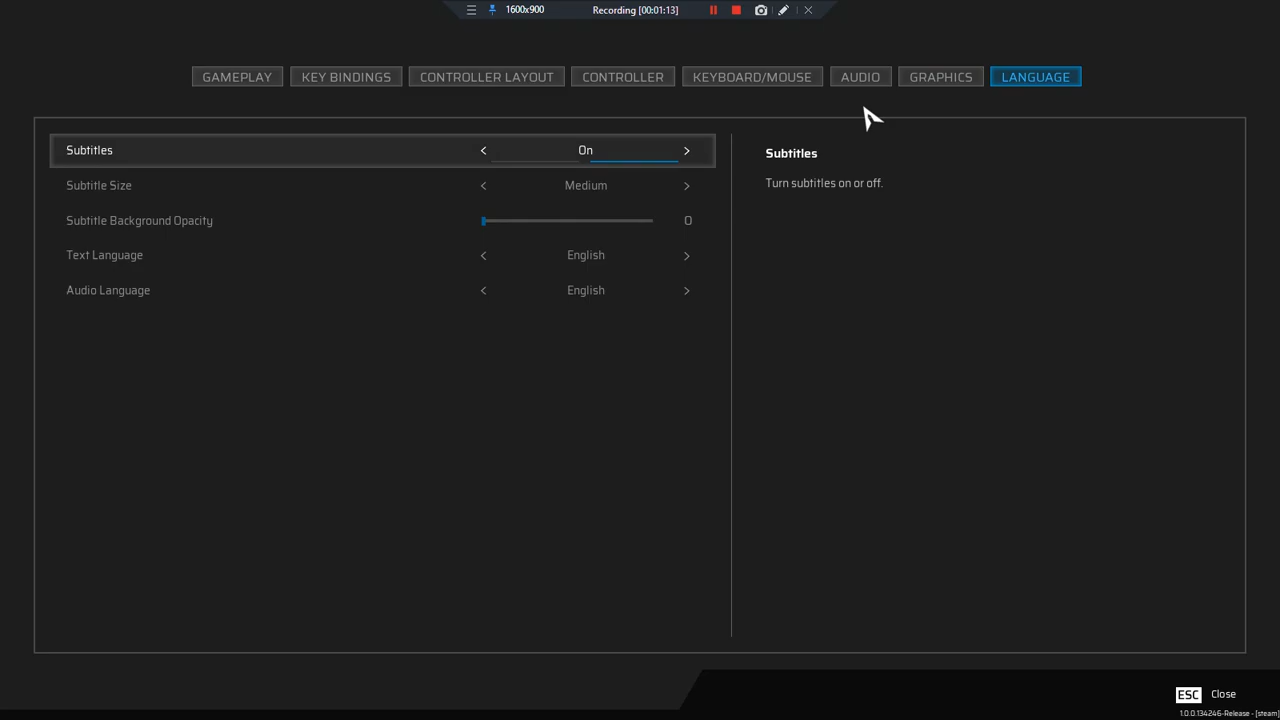 1600x900 Recording [00:01:13]
GAMEPLAY KEY BINDINGS CONTROLLER LAYOUT CONTROLLER KEYBOARD/MOUSE AUDIO GRAPHICS LANGUAGE
Subtitles < On >
Subtitle Size < Medium >
Subtitle Background Opacity 0
Text Language < English >
Audio Language < English >
Subtitles
Turn subtitles on or off.
ESC Close
1.0.0.134246-Release - [steam]